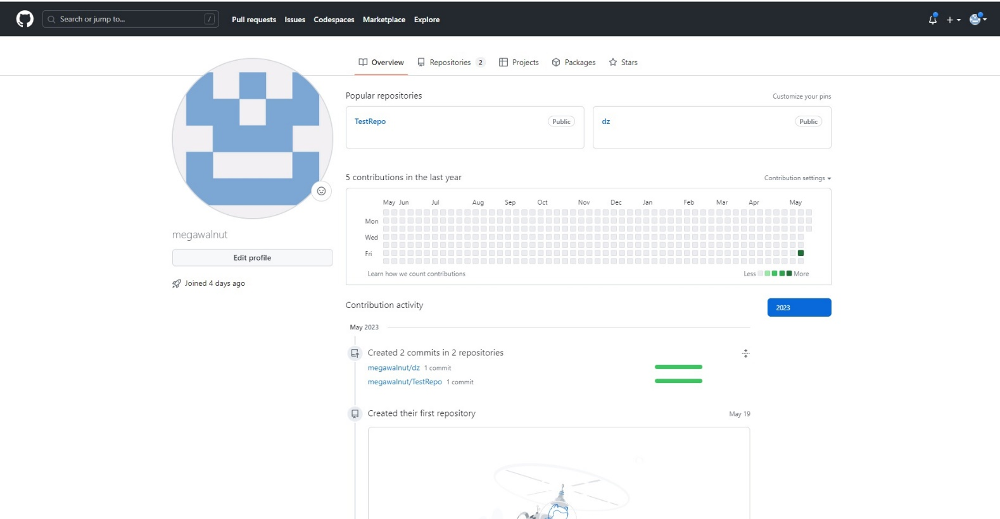 Search or jump to... / Pull requests Issues Codespaces Marketplace Explore
Overview Repositories 2 Projects Packages Stars
megawalnut
Edit profile
Joined 4 days ago
Popular repositories Customize your pins
TestRepo Public dz Public
5 contributions in the last year Contribution settings
May Jun Jul Aug Sep Oct Nov Dec Jan Feb Mar Apr May
Mon
Wed
Fri
Learn how we count contributions Less More
Contribution activity 2023
May 2023
Created 2 commits in 2 repositories
megawalnut/dz 1 commit
megawalnut/TestRepo 1 commit
Created their first repository May 19